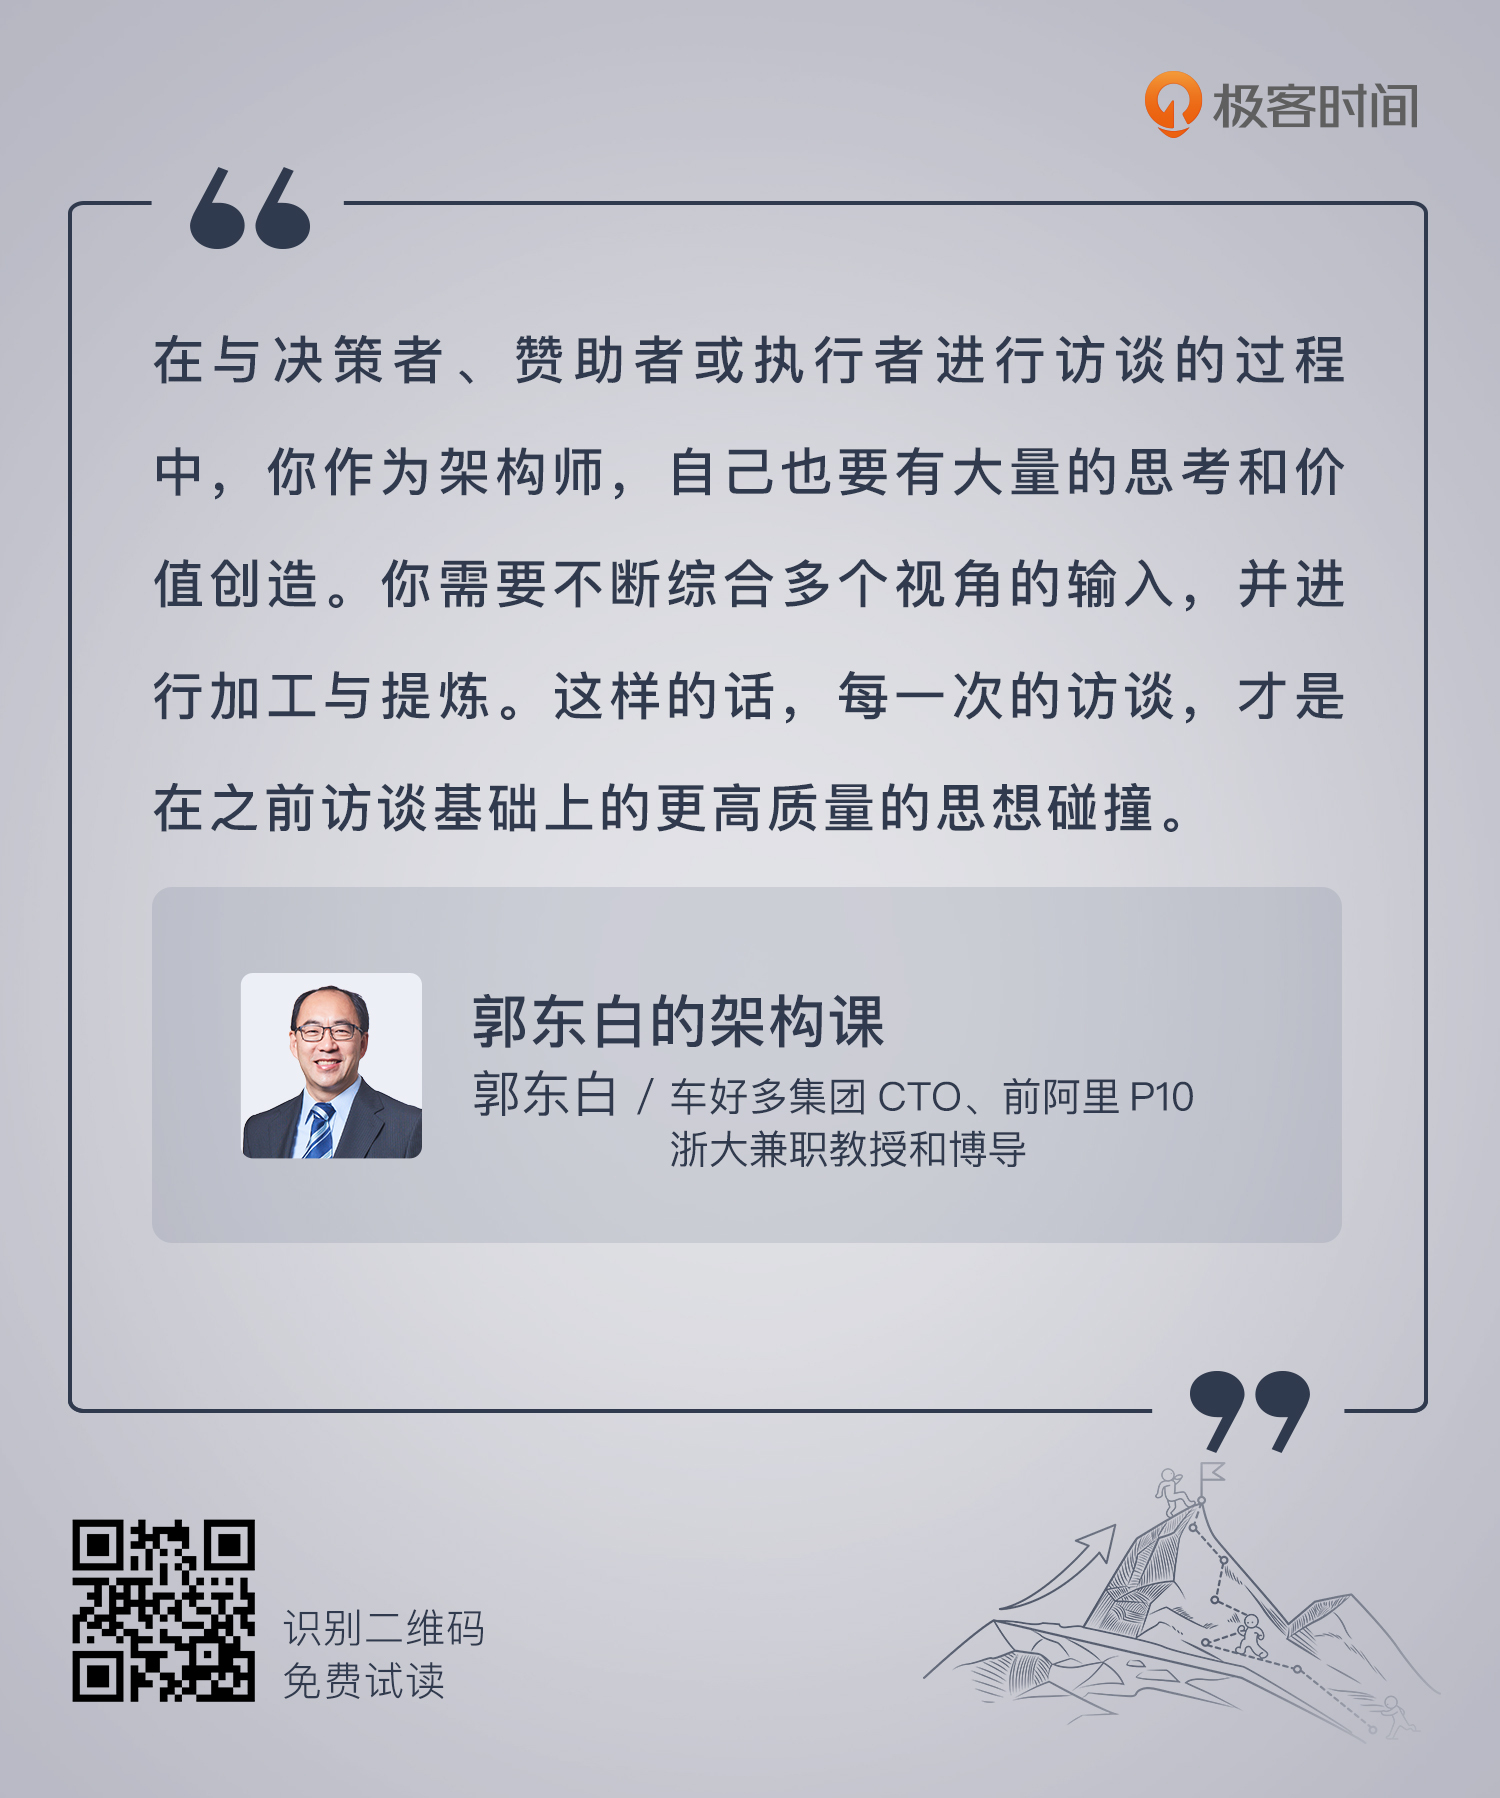 极客时间
在与决策者、赞助者或执行者进行访谈的过程
中，你作为架构师，自己也要有大量的思考和价
值创造。你需要不断综合多个视角的输入，并进
行加工与提炼。这样的话，每一次的访谈，才是
在之前访谈基础上的更高质量的思想碰撞。
郭东白的架构课
郭东白 / 车好多集团 CTO、前阿里 P10
浙大兼职教授和博导
识别二维码
免费试读